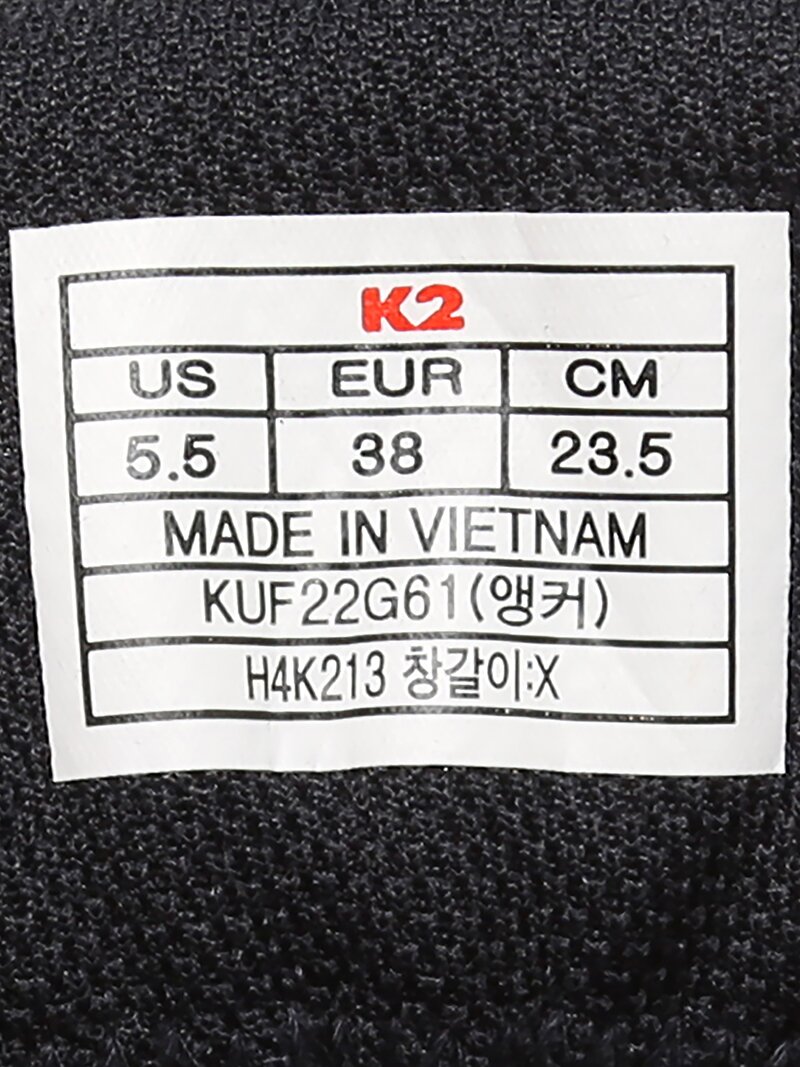 K2
US EUR CM
5.5 38 23.5
MADE IN VIETNAM
KUF22G61(앵커)
H4K213 창갈이:X